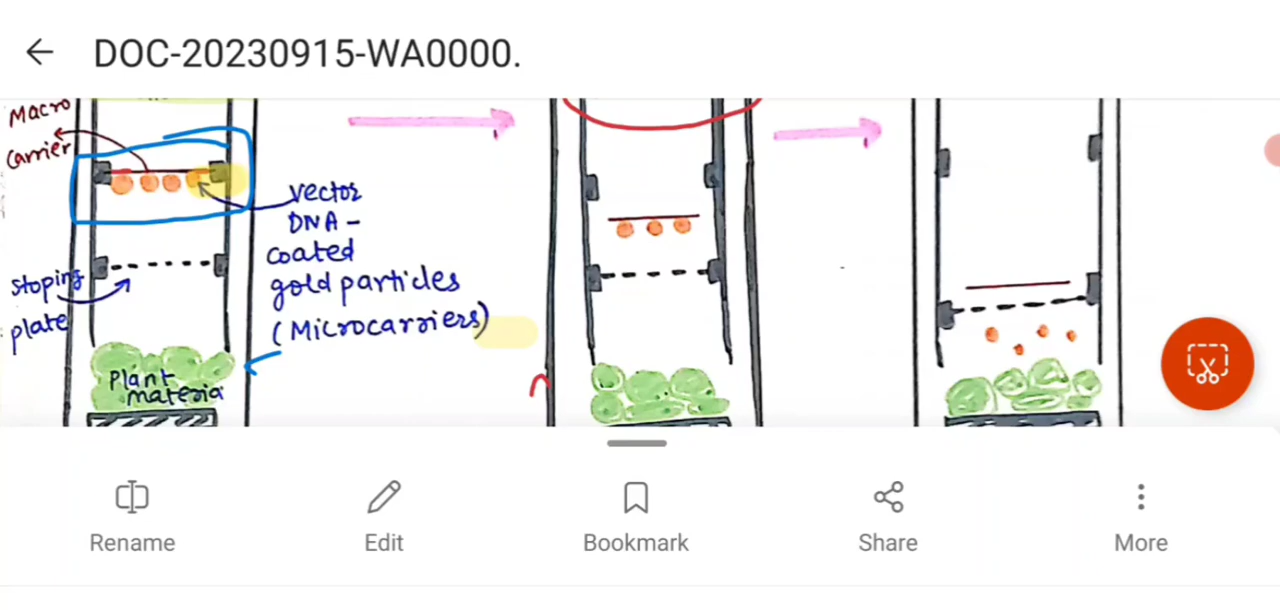 DOC-20230915-WA0000.
Macro
carrier
vector
DNA -
coated
gold particles
(Microcarriers)
stoping
plate
Plant
material
Rename
Edit
Bookmark
Share
More